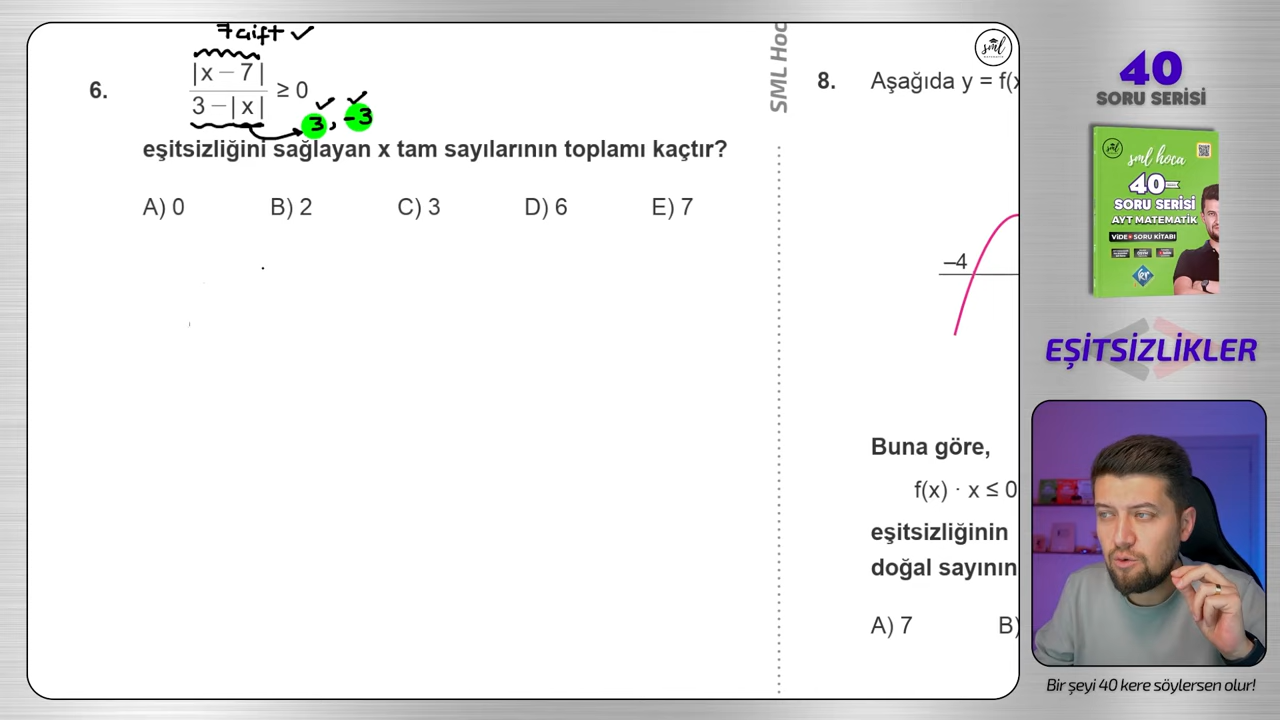 7 çift ✓
6.
|x − 7|
3 − |x|
≥ 0
3, -3
eşitsizliğini sağlayan x tam sayılarının toplamı kaçtır?
A) 0 B) 2 C) 3 D) 6 E) 7
SML Hoc
sml
8. Aşağıda y = f(x
−4
Buna göre,
f(x) · x ≤ 0
eşitsizliğinin
doğal sayının
A) 7 B)
40
SORU SERİSİ
sml hoca
40
SORU SERİSİ
AYT MATEMATİK
VİDEO SORU KİTABI
EŞİTSİZLİKLER
Bir şeyi 40 kere söylersen olur!